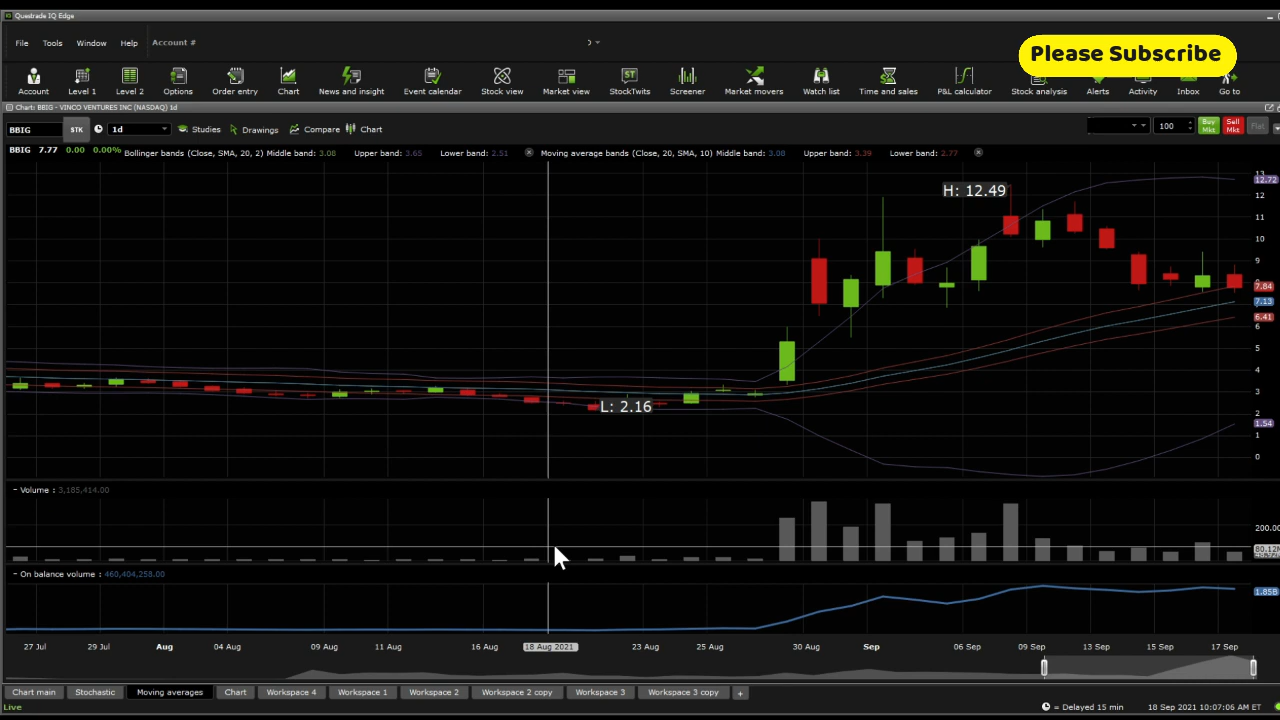 Questrade IQ Edge
File Tools Window Help Account #
Please Subscribe
Account Level 1 Level 2 Options Order entry Chart News and insight Event calendar Stock view Market view StockTwits Screener Market movers Watch list Time and sales P&L calculator Stock analysis Alerts Activity Inbox Go to
Chart: BBIG - VINCO VENTURES INC (NASDAQ) 1d
BBIG STK 1d Studies Drawings Compare Chart 100 Buy Mkt Sell Mkt Flat
BBIG 7.77 0.00 0.00% Bollinger bands (Close, SMA, 20, 2) Middle band: 3.08 Upper band: 3.65 Lower band: 2.51 Moving average bands (Close, 20, SMA, 10) Middle band: 3.08 Upper band: 3.39 Lower band: 2.77
13
12.72
12
H: 12.49
11
10
9
7.84
7.13
6.41
6
5
4
3
L: 2.16
2
1.54
1
0
Volume : 3,185,414.00
200.00
80.12M
On balance volume : 460,404,258.00
1.85B
27 Jul 29 Jul Aug 04 Aug 09 Aug 11 Aug 16 Aug 18 Aug 2021 23 Aug 25 Aug 30 Aug Sep 06 Sep 09 Sep 13 Sep 15 Sep 17 Sep
Chart main Stochastic Moving averages Chart Workspace 4 Workspace 1 Workspace 2 Workspace 2 copy Workspace 3 Workspace 3 copy +
Live = Delayed 15 min 18 Sep 2021 10:07:06 AM ET